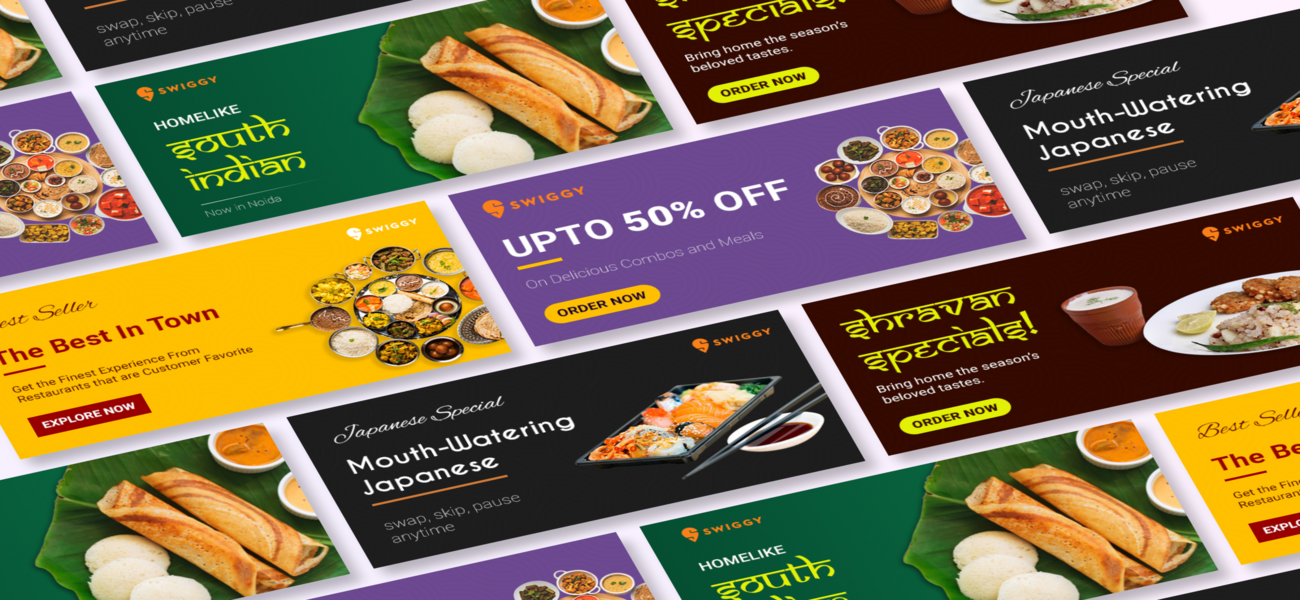 swap, skip, pause
anytime
SWIGGY
HOMELIKE
south
indian
Now in Noida
specials!
Bring home the season's
beloved tastes.
ORDER NOW
Japanese Special
Mouth-Watering
Japanese
swap, skip, pause
anytime
SWIGGY
Best Seller
The Best In Town
Get the Finest Experience From
Restaurants that are Customer Favorite
EXPLORE NOW
SWIGGY
UPTO 50% OFF
On Delicious Combos and Meals
ORDER NOW
SWIGGY
shravan
specials!
Bring home the season's
beloved tastes.
ORDER NOW
SWIGGY
Japanese Special
Mouth-Watering
Japanese
swap, skip, pause
anytime
Best
The
Get the
EXPLO
SWIGGY
HOMELIKE
south